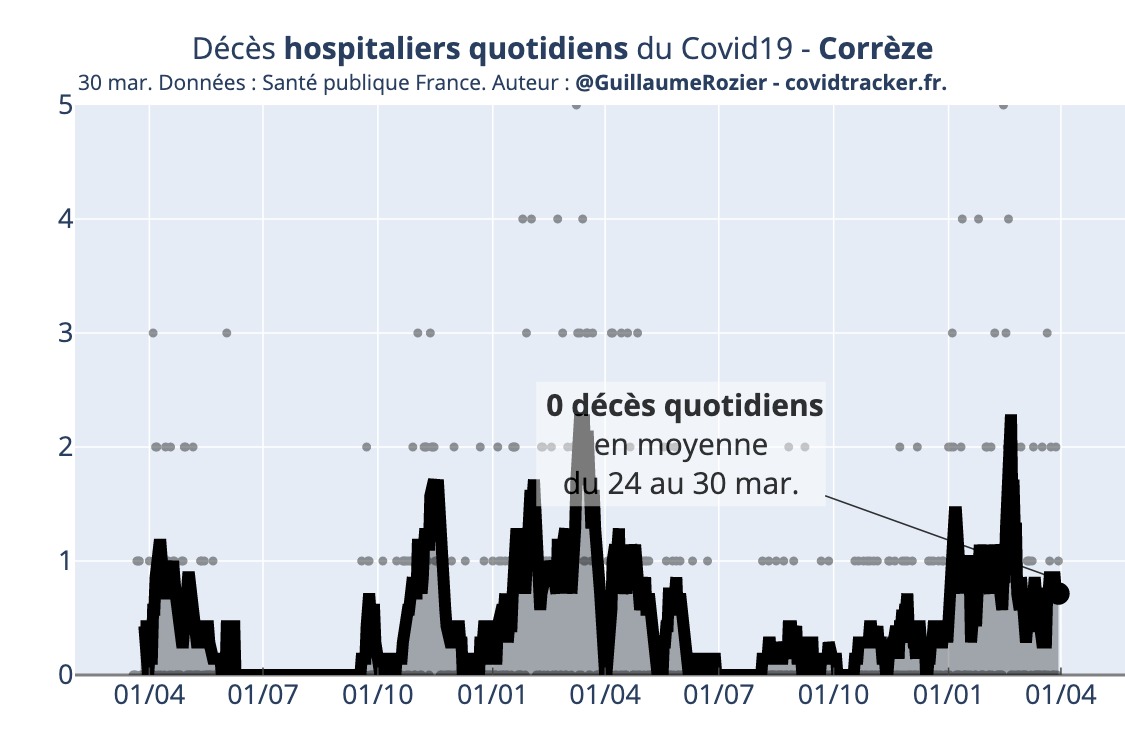 Décès hospitaliers quotidiens du Covid19 - Corrèze
30 mar. Données : Santé publique France. Auteur : @GuillaumeRozier - covidtracker.fr.
5
4
3
2
1
0
0 décès quotidiens
en moyenne
du 24 au 30 mar.
01/04 01/07 01/10 01/01 01/04 01/07 01/10 01/01 01/04